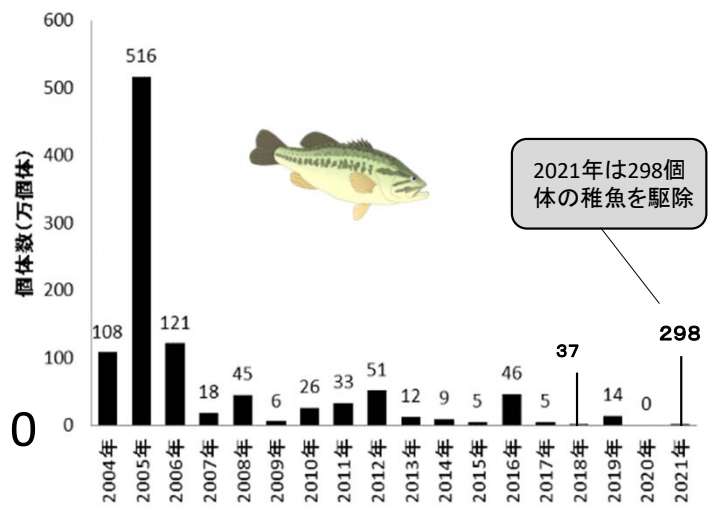 600
516
500
400
300
200
100
0
0
個体数(万個体)
2021年は298個
体の稚魚を駆除
108
121
18
45
6
26
33
51
12
9
5
46
5
37
14
0
298
2004年
2005年
2006年
2007年
2008年
2009年
2010年
2011年
2012年
2013年
2014年
2015年
2016年
2017年
2018年
2019年
2020年
2021年